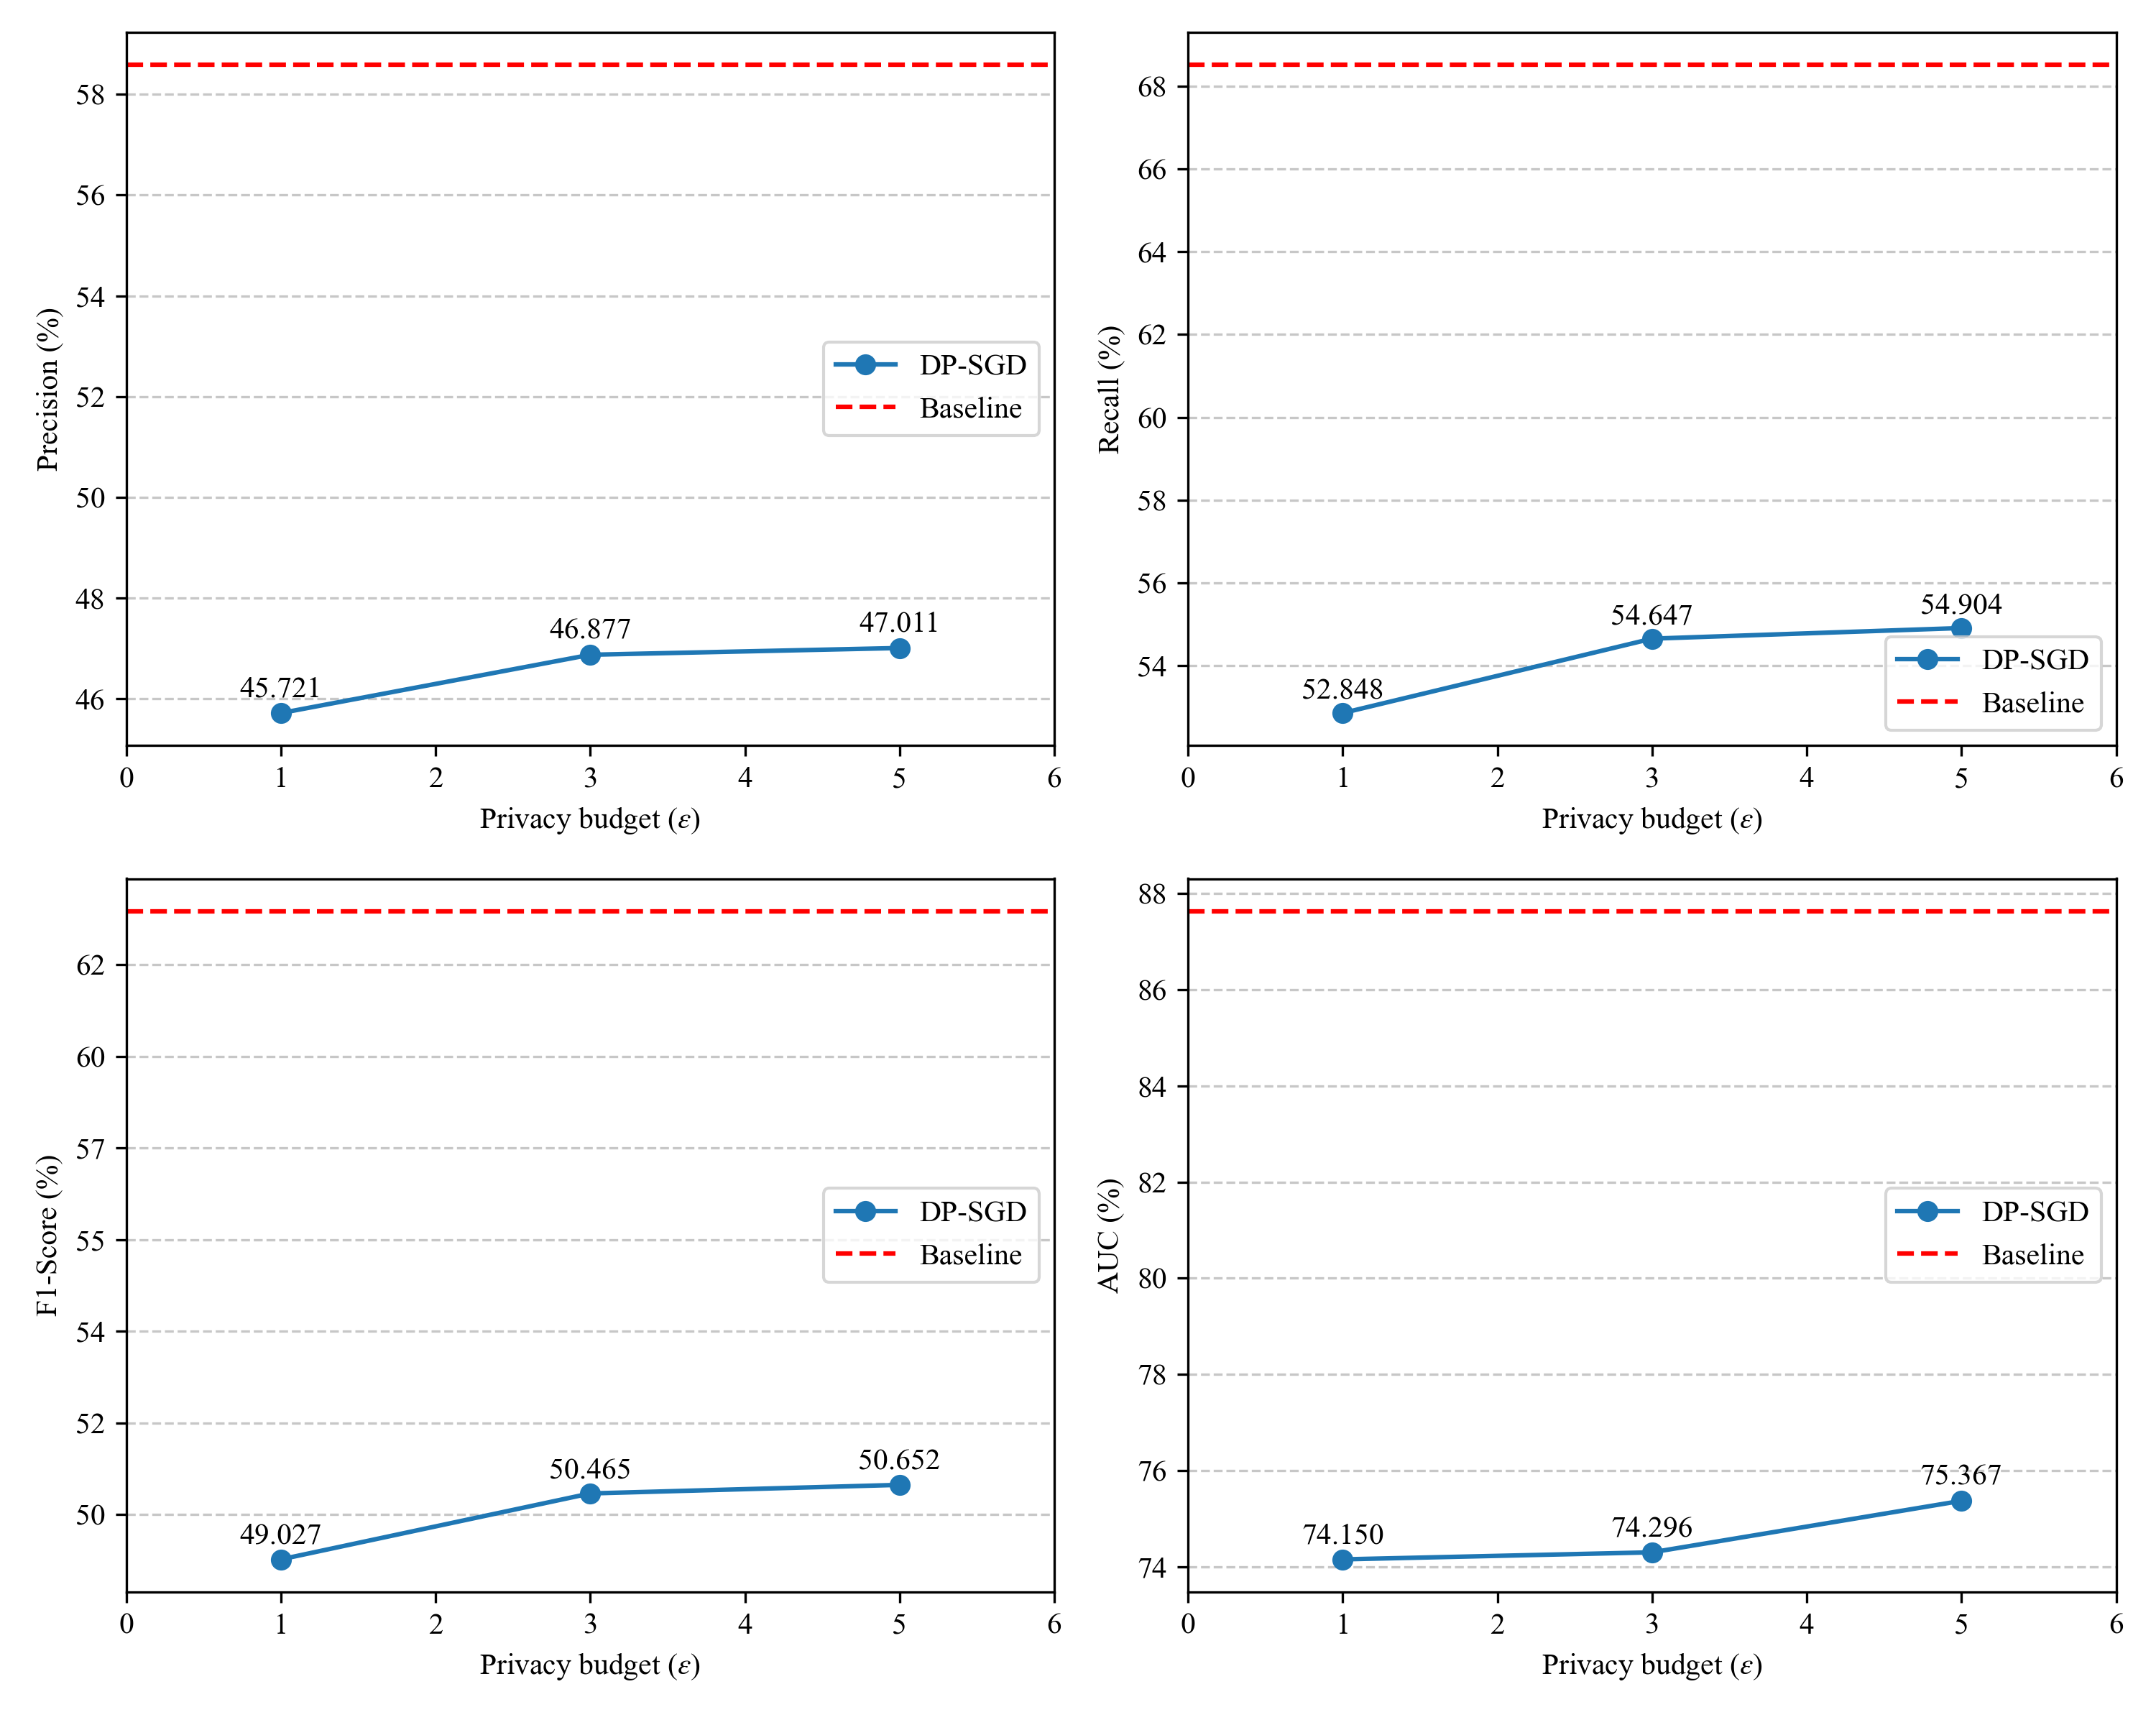 58
56
54
52
50
48
46
Precision (%)
45.721
46.877
47.011
DP-SGD
Baseline
0 1 2 3 4 5 6
Privacy budget (ε)
68
66
64
62
60
58
56
54
Recall (%)
52.848
54.647
54.904
DP-SGD
Baseline
0 1 2 3 4 5 6
Privacy budget (ε)
62
60
57
55
54
52
50
F1-Score (%)
49.027
50.465
50.652
DP-SGD
Baseline
0 1 2 3 4 5 6
Privacy budget (ε)
88
86
84
82
80
78
76
74
AUC (%)
74.150
74.296
75.367
DP-SGD
Baseline
0 1 2 3 4 5 6
Privacy budget (ε)